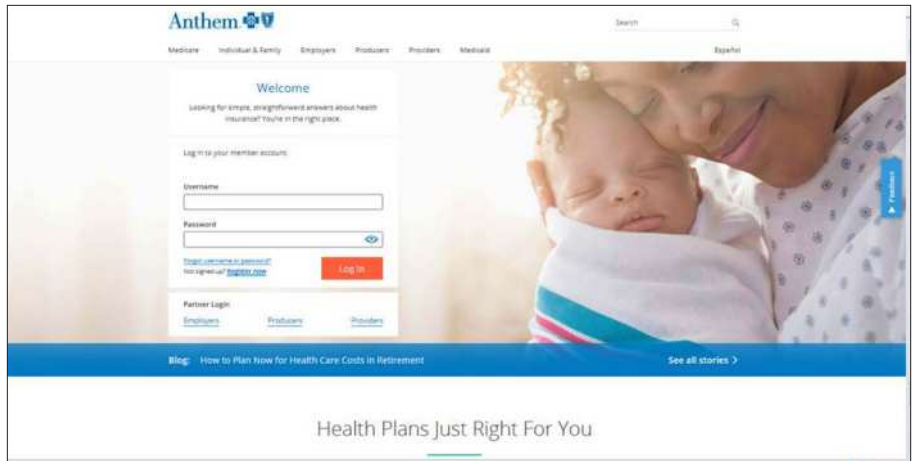 Anthem
Search
Medicare Individual & Family Employers Producers Providers Medicaid Español
Welcome
Looking for simple, straightforward answers about health
insurance? You're in the right place.
Log in to your member account:
Username
Password
Forgot username or password?
Not signed up? Register now
Log In
Partner Login
Employers Producers Providers
Feedback
Blog: How to Plan Now for Health Care Costs in Retirement See all stories
Health Plans Just Right For You